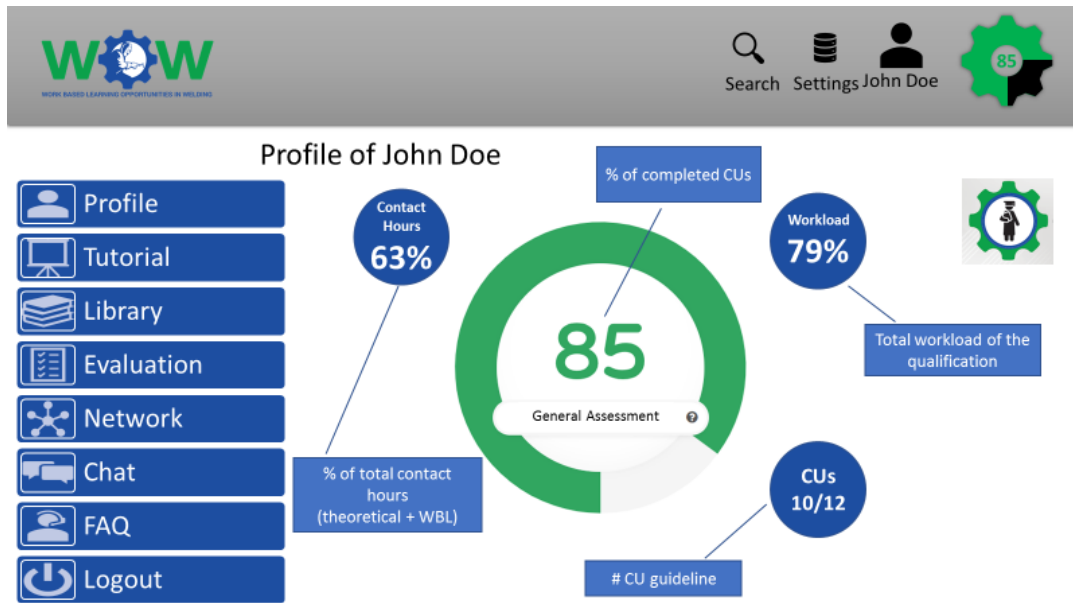 WOW
WORK BASED LEARNING OPPORTUNITIES IN WELDING
Search
Settings
John Doe
85
Profile of John Doe
Profile
Tutorial
Library
Evaluation
Network
Chat
FAQ
Logout
Contact
Hours
63%
% of completed CUs
Workload
79%
85
General Assessment ?
Total workload of the
qualification
% of total contact
hours
(theoretical + WBL)
CUs
10/12
# CU guideline